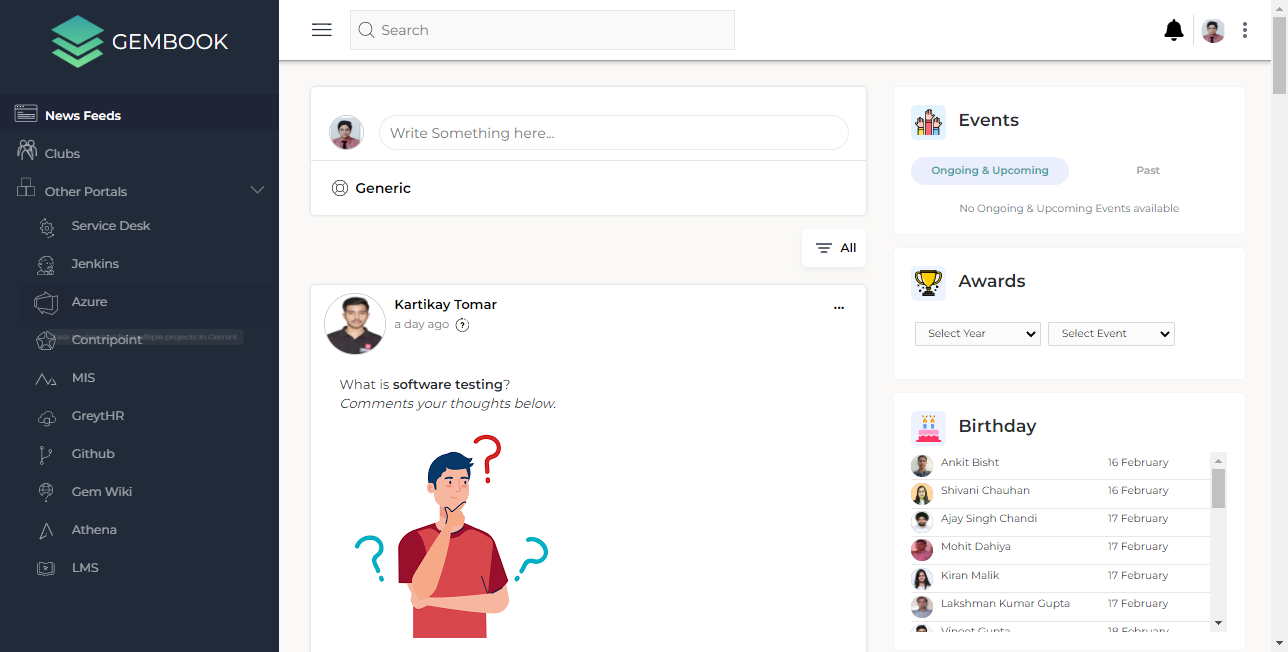 GEMBOOK
Search
News Feeds
Clubs
Other Portals
Service Desk
Jenkins
Azure
Contripoint
MIS
GreytHR
Github
Gem Wiki
Athena
LMS
Write Something here...
Generic
All
Kartikay Tomar
...
a day ago
What is software testing?
Comments your thoughts below.
Events
Ongoing & Upcoming Past
No Ongoing & Upcoming Events available
Awards
Select Year Select Event
Birthday
Ankit Bisht 16 February
Shivani Chauhan 16 February
Ajay Singh Chandi 17 February
Mohit Dahiya 17 February
Kiran Malik 17 February
Lakshman Kumar Gupta 17 February
Vineet Gupta 18 February